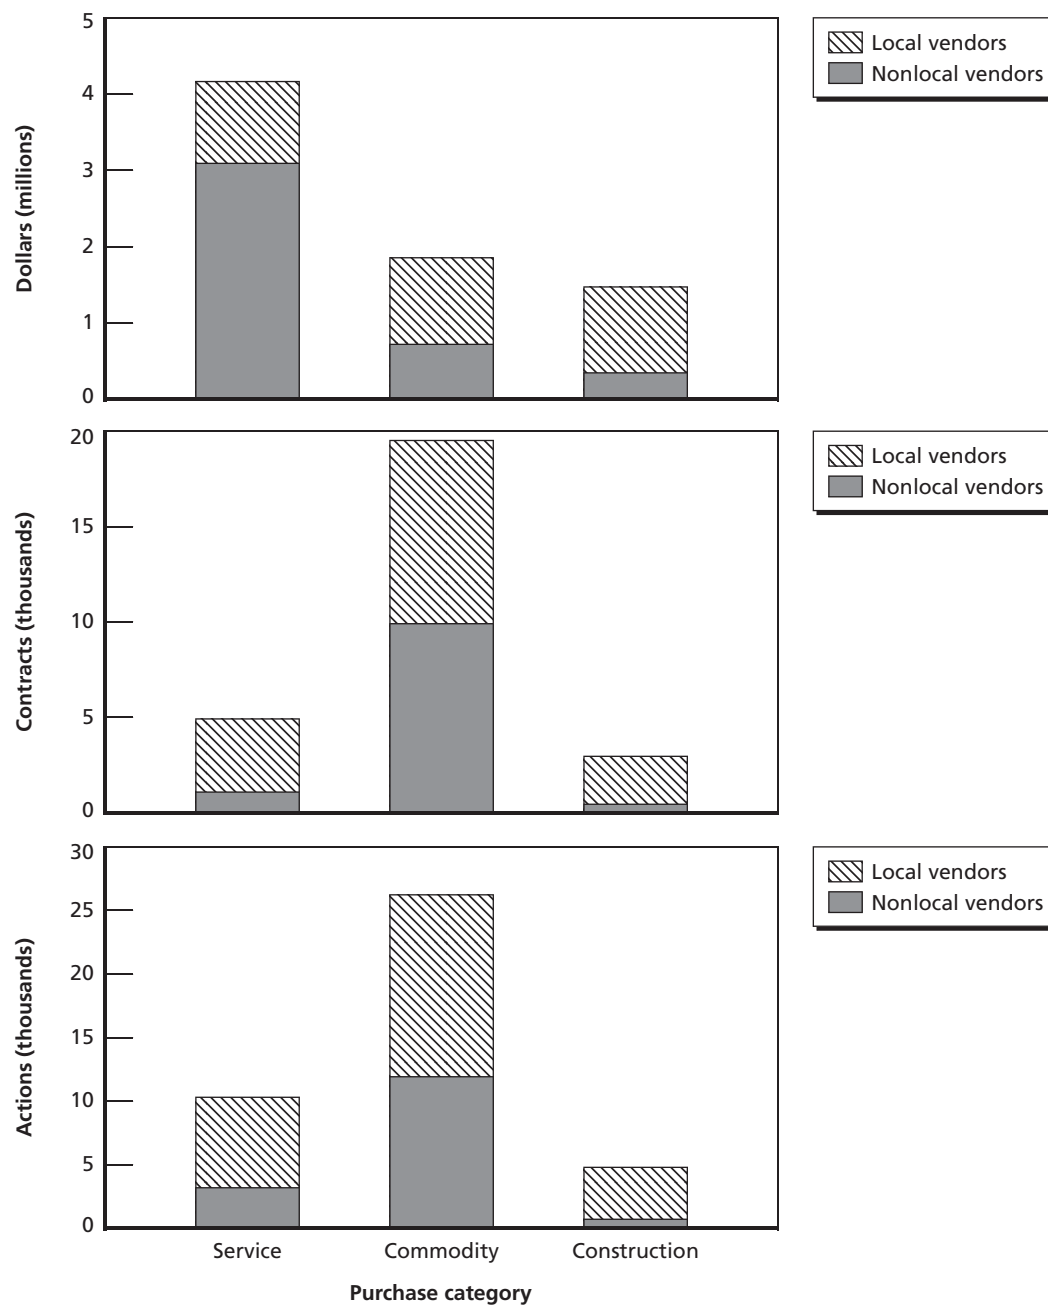 Dollars (millions)
5
4
3
2
1
0
Local vendors
Nonlocal vendors
Contracts (thousands)
20
15
10
5
0
Local vendors
Nonlocal vendors
Actions (thousands)
30
25
20
15
10
5
0
Local vendors
Nonlocal vendors
Service Commodity Construction
Purchase category